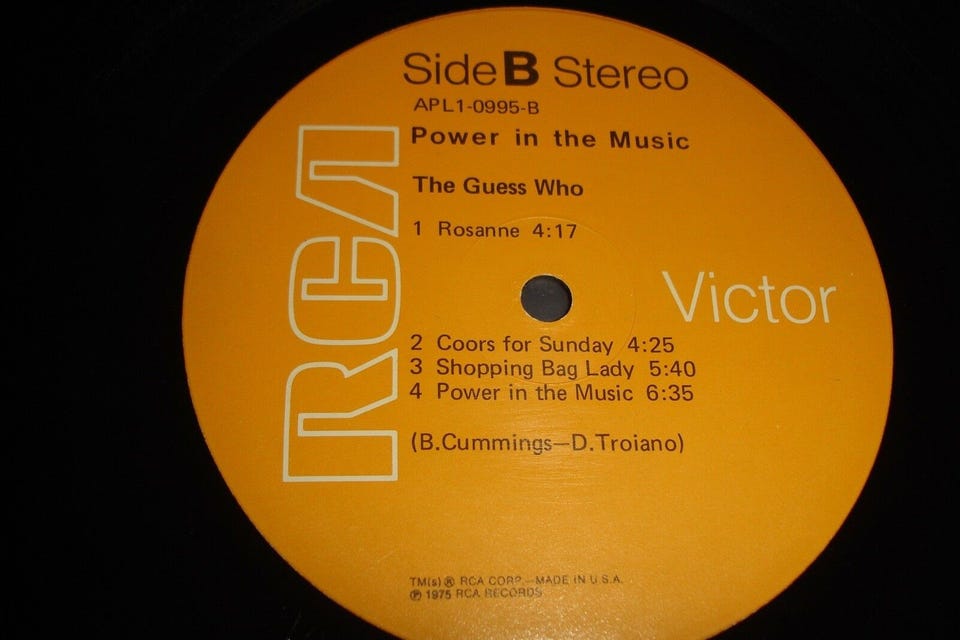 Side B Stereo
APL1-0995-B
Power in the Music
The Guess Who
1 Rosanne 4:17
RCA
Victor
2 Coors for Sunday 4:25
3 Shopping Bag Lady 5:40
4 Power in the Music 6:35
(B.Cummings—D.Troiano)
TM(s) ® RCA CORP.—MADE IN U.S.A.
℗ 1975 RCA RECORDS